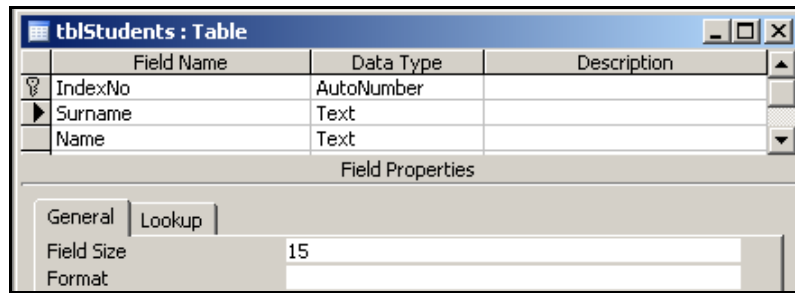 tblStudents : Table
Field Name Data Type Description
IndexNo AutoNumber
Surname Text
Name Text
Field Properties
General Lookup
Field Size 15
Format